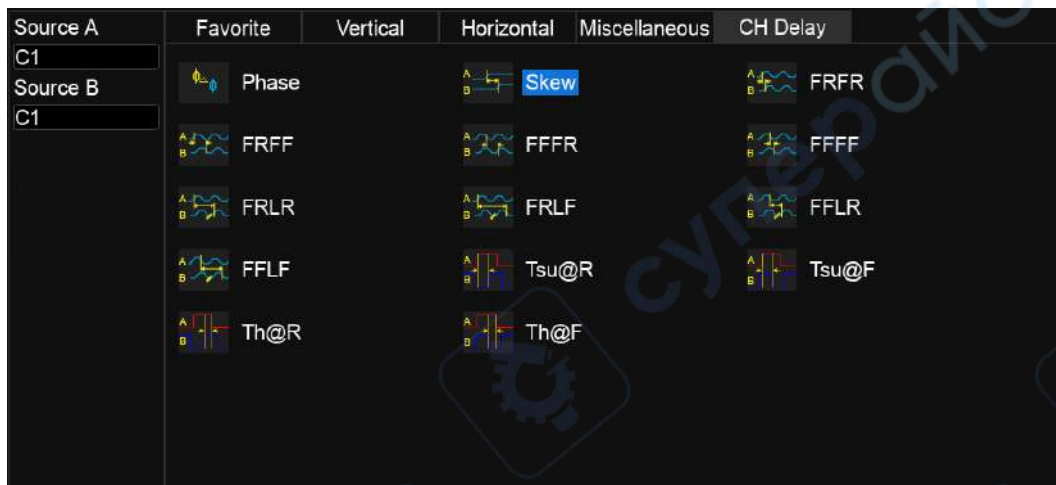 Source A
C1
Source B
C1
Favorite Vertical Horizontal Miscellaneous CH Delay
Phase Skew FRFR
FRFF FFFR FFFF
FRLR FRLF FFLR
FFLF Tsu@R Tsu@F
Th@R Th@F
супер